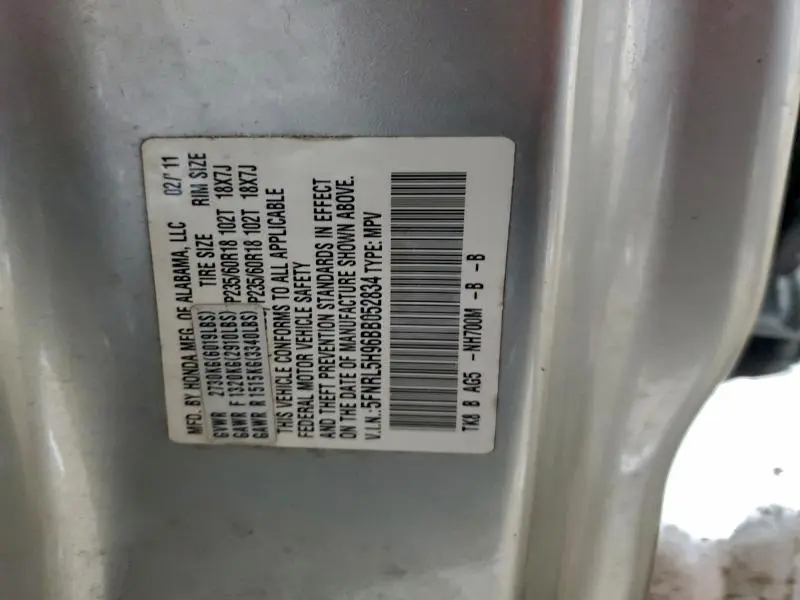 MFD. BY HONDA MFG. OF ALABAMA, LLC 02/'11
GVWR 2730KG(6019LBS) TIRE SIZE RIM SIZE
GAWR F 1320KG(2910LBS) P235/60R18 102T 18X7J
GAWR R 1515KG(3340LBS) P235/60R18 102T 18X7J
THIS VEHICLE CONFORMS TO ALL APPLICABLE
FEDERAL MOTOR VEHICLE SAFETY
AND THEFT PREVENTION STANDARDS IN EFFECT
ON THE DATE OF MANUFACTURE SHOWN ABOVE.
V.I.N.:5FNRL5H96BB052834 TYPE: MPV
TK8 B AG5 -NH700M -B -B